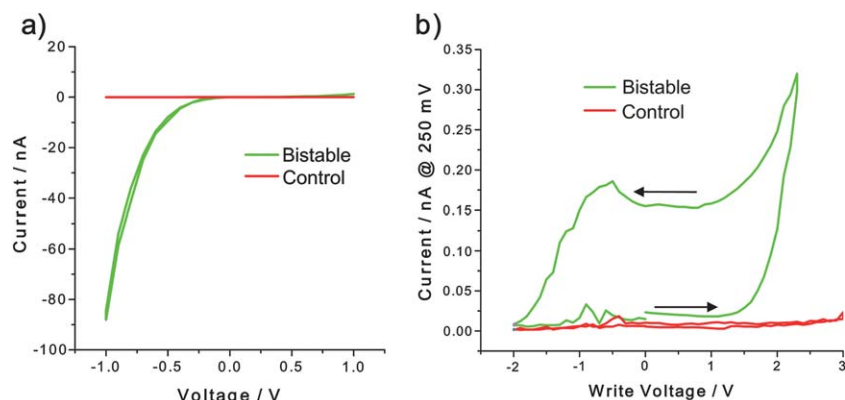 a)
20
0
-20
-40
-60
-80
-100
Current / nA
Bistable
Control
-1.0
-0.5
0.0
0.5
1.0
Voltage / V
b)
0.35
0.30
0.25
0.20
0.15
0.10
0.05
0.00
Current / nA @ 250 mV
Bistable
Control
-2
-1
0
1
2
3
Write Voltage / V